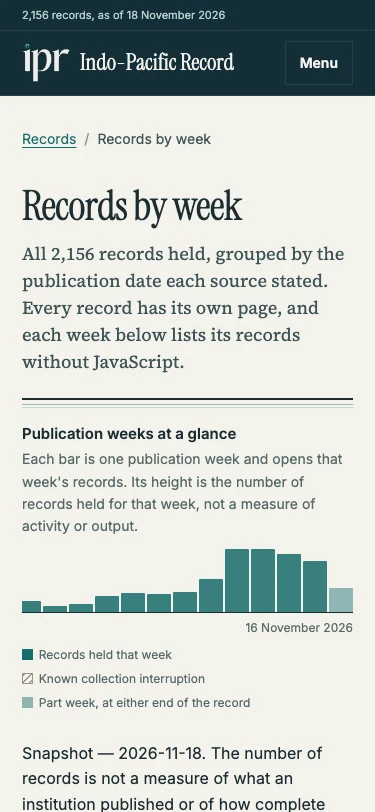 2,156 records, as of 18 November 2026
ipr Indo-Pacific Record
Menu
Records / Records by week
Records by week
All 2,156 records held, grouped by the
publication date each source stated.
Every record has its own page, and
each week below lists its records
without JavaScript.
Publication weeks at a glance
Each bar is one publication week and opens that
week's records. Its height is the number of
records held for that week, not a measure of
activity or output.
16 November 2026
Records held that week
Known collection interruption
Part week, at either end of the record
Snapshot — 2026-11-18. The number of
records is not a measure of what an
institution published or of how complete